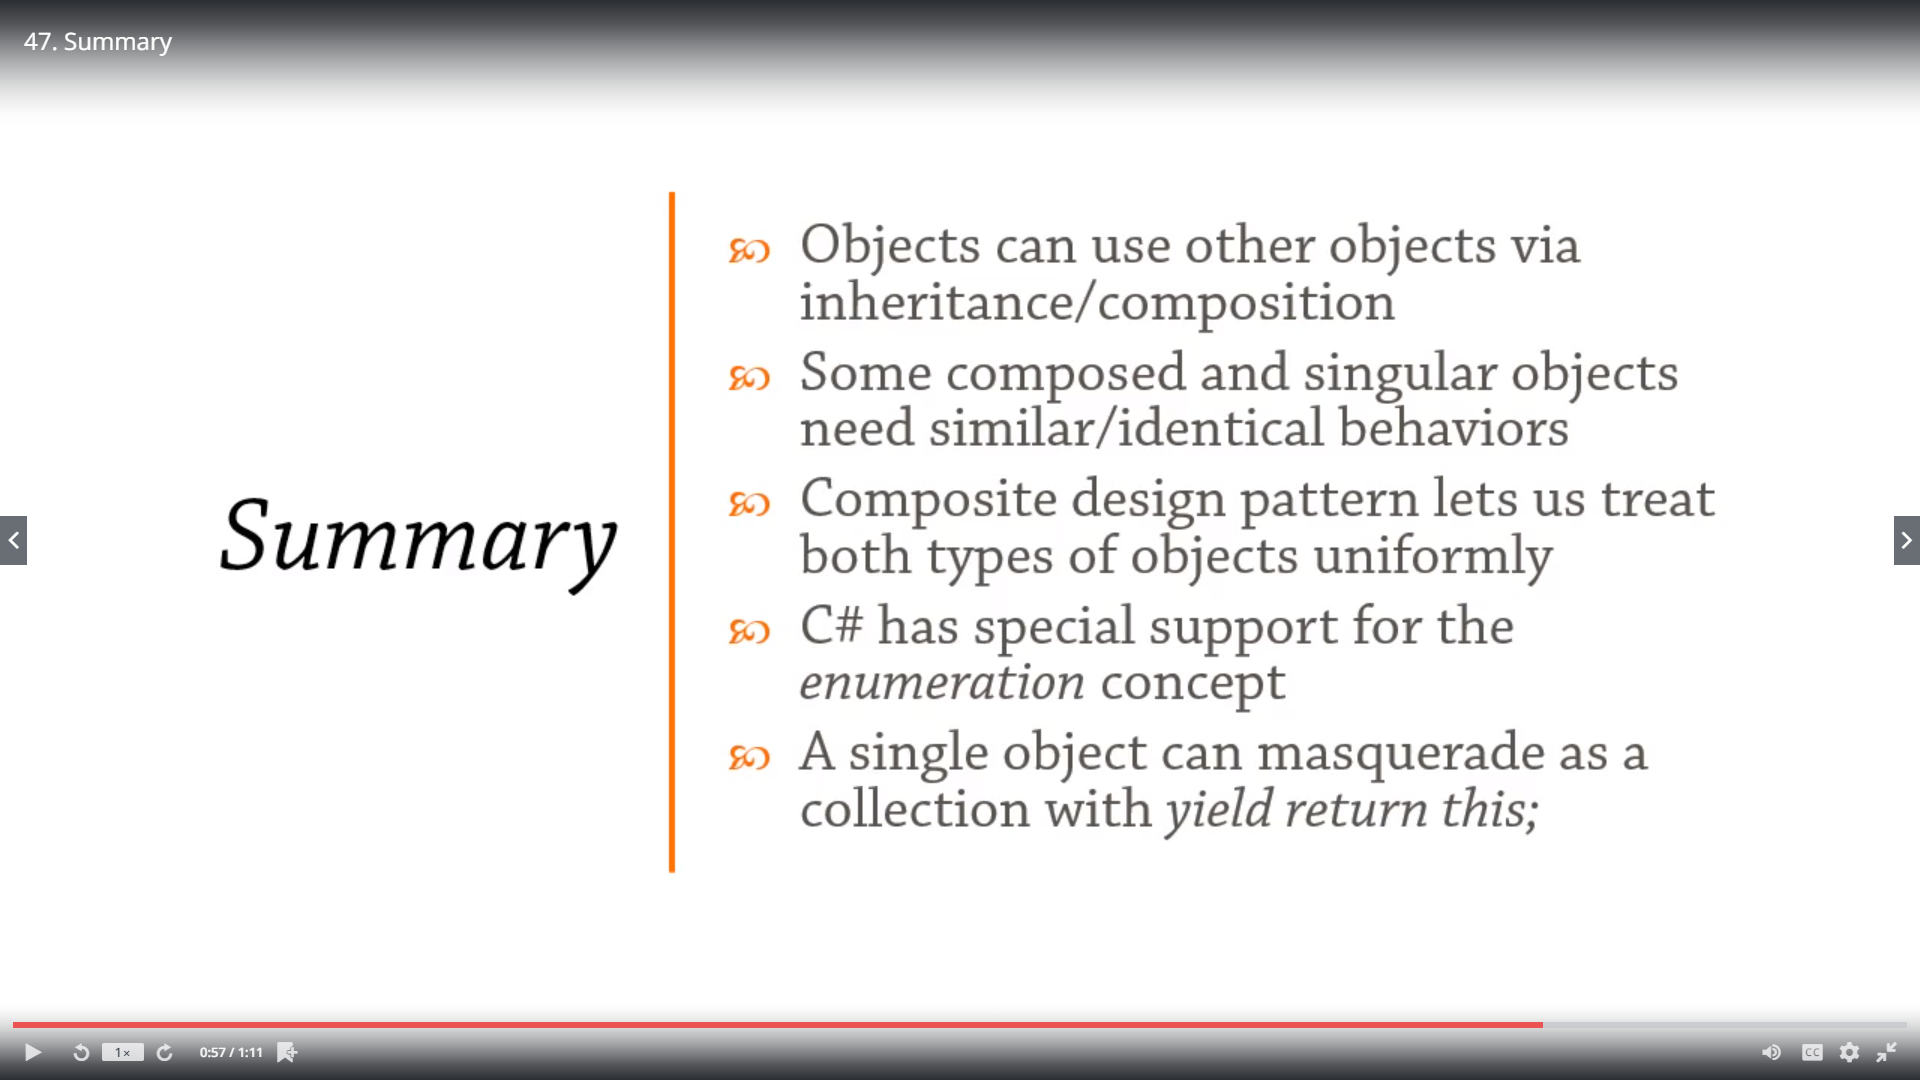 47. Summary
Summary
Objects can use other objects via
inheritance/composition
Some composed and singular objects
need similar/identical behaviors
Composite design pattern lets us treat
both types of objects uniformly
C# has special support for the
enumeration concept
A single object can masquerade as a
collection with yield return this;
1×
0:57 / 1:11
CC